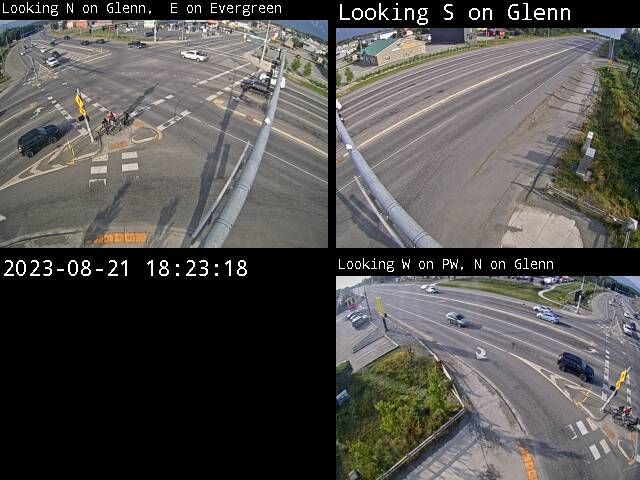 Looking N on Glenn,  E on Evergreen
Looking S on Glenn
2023-08-21 18:23:18
Looking W on PW, N on Glenn